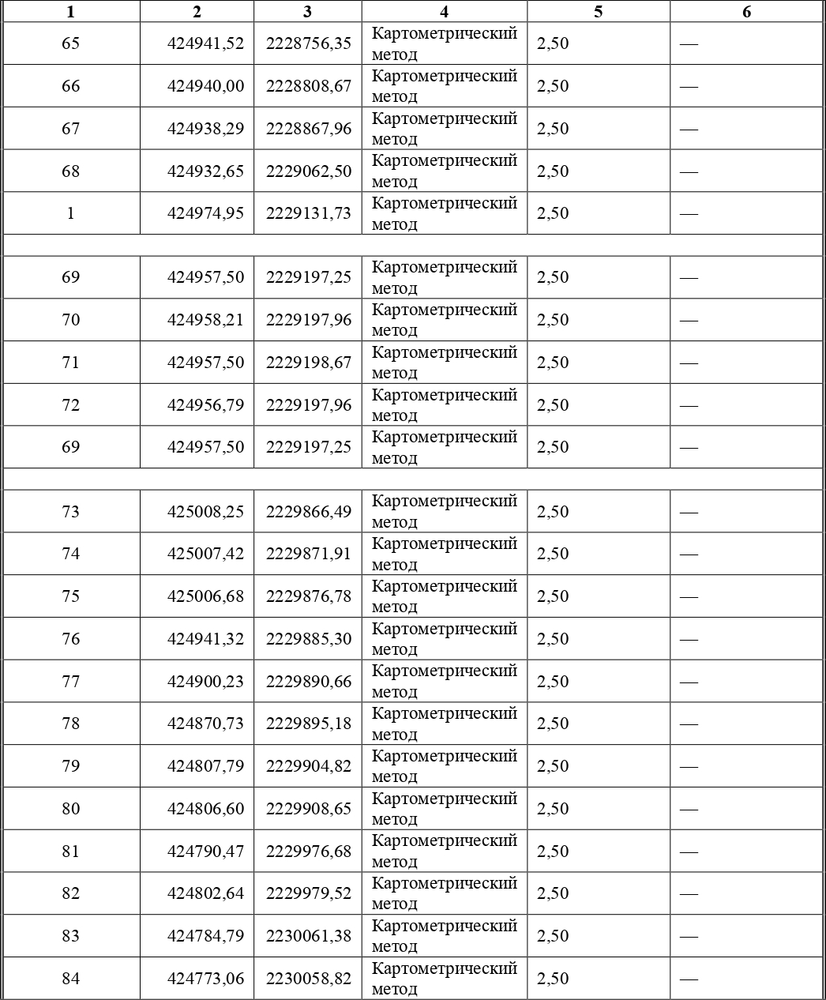 1 2 3 4 5 6
65 424941,52 2228756,35 Картометрический метод 2,50 —
66 424940,00 2228808,67 Картометрический метод 2,50 —
67 424938,29 2228867,96 Картометрический метод 2,50 —
68 424932,65 2229062,50 Картометрический метод 2,50 —
1 424974,95 2229131,73 Картометрический метод 2,50 —
69 424957,50 2229197,25 Картометрический метод 2,50 —
70 424958,21 2229197,96 Картометрический метод 2,50 —
71 424957,50 2229198,67 Картометрический метод 2,50 —
72 424956,79 2229197,96 Картометрический метод 2,50 —
69 424957,50 2229197,25 Картометрический метод 2,50 —
73 425008,25 2229866,49 Картометрический метод 2,50 —
74 425007,42 2229871,91 Картометрический метод 2,50 —
75 425006,68 2229876,78 Картометрический метод 2,50 —
76 424941,32 2229885,30 Картометрический метод 2,50 —
77 424900,23 2229890,66 Картометрический метод 2,50 —
78 424870,73 2229895,18 Картометрический метод 2,50 —
79 424807,79 2229904,82 Картометрический метод 2,50 —
80 424806,60 2229908,65 Картометрический метод 2,50 —
81 424790,47 2229976,68 Картометрический метод 2,50 —
82 424802,64 2229979,52 Картометрический метод 2,50 —
83 424784,79 2230061,38 Картометрический метод 2,50 —
84 424773,06 2230058,82 Картометрический метод 2,50 —